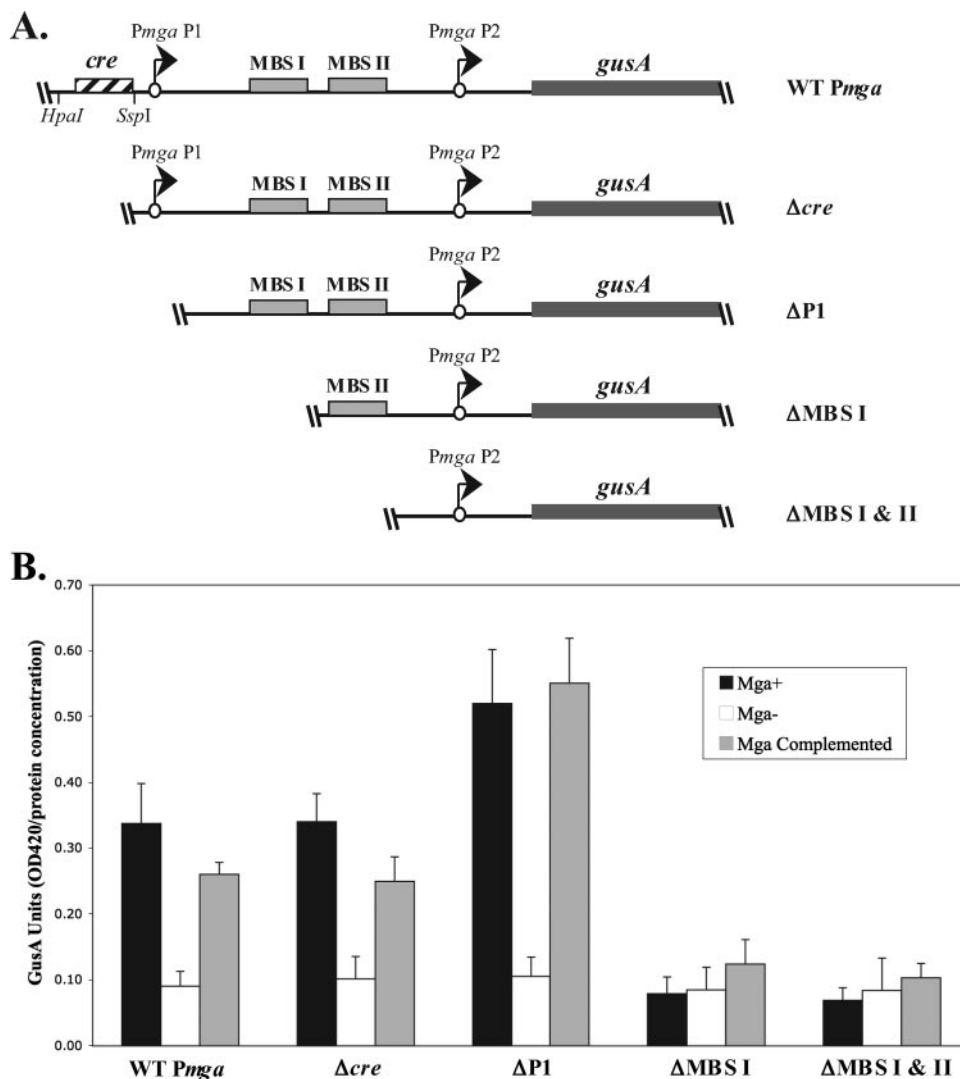 A.
Pmga P1
Pmga P2
cre
MBS I
MBS II
gusA
WT Pmga
HpaI
SspI
Pmga P1
Pmga P2
MBS I
MBS II
gusA
Δcre
Pmga P2
MBS I
MBS II
gusA
ΔP1
Pmga P2
MBS II
gusA
ΔMBS I
Pmga P2
gusA
ΔMBS I & II
B.
GusA Units (OD420/protein concentration)
0.70
0.60
0.50
0.40
0.30
0.20
0.10
0.00
Mga+
Mga-
Mga Complemented
WT Pmga
Δcre
ΔP1
ΔMBS I
ΔMBS I & II